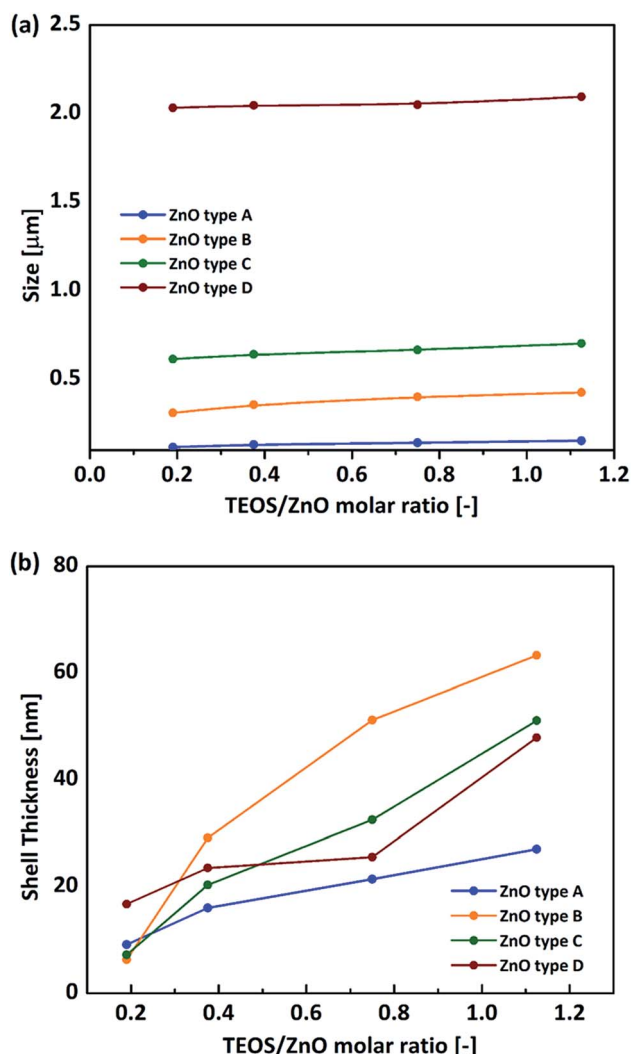 (a)
2.5
2.0
1.5
1.0
0.5
Size [μm]
ZnO type A
ZnO type B
ZnO type C
ZnO type D
0.0 0.2 0.4 0.6 0.8 1.0 1.2
TEOS/ZnO molar ratio [-]
(b)
80
60
40
20
0
Shell Thickness [nm]
ZnO type A
ZnO type B
ZnO type C
ZnO type D
0.2 0.4 0.6 0.8 1.0 1.2
TEOS/ZnO molar ratio [-]